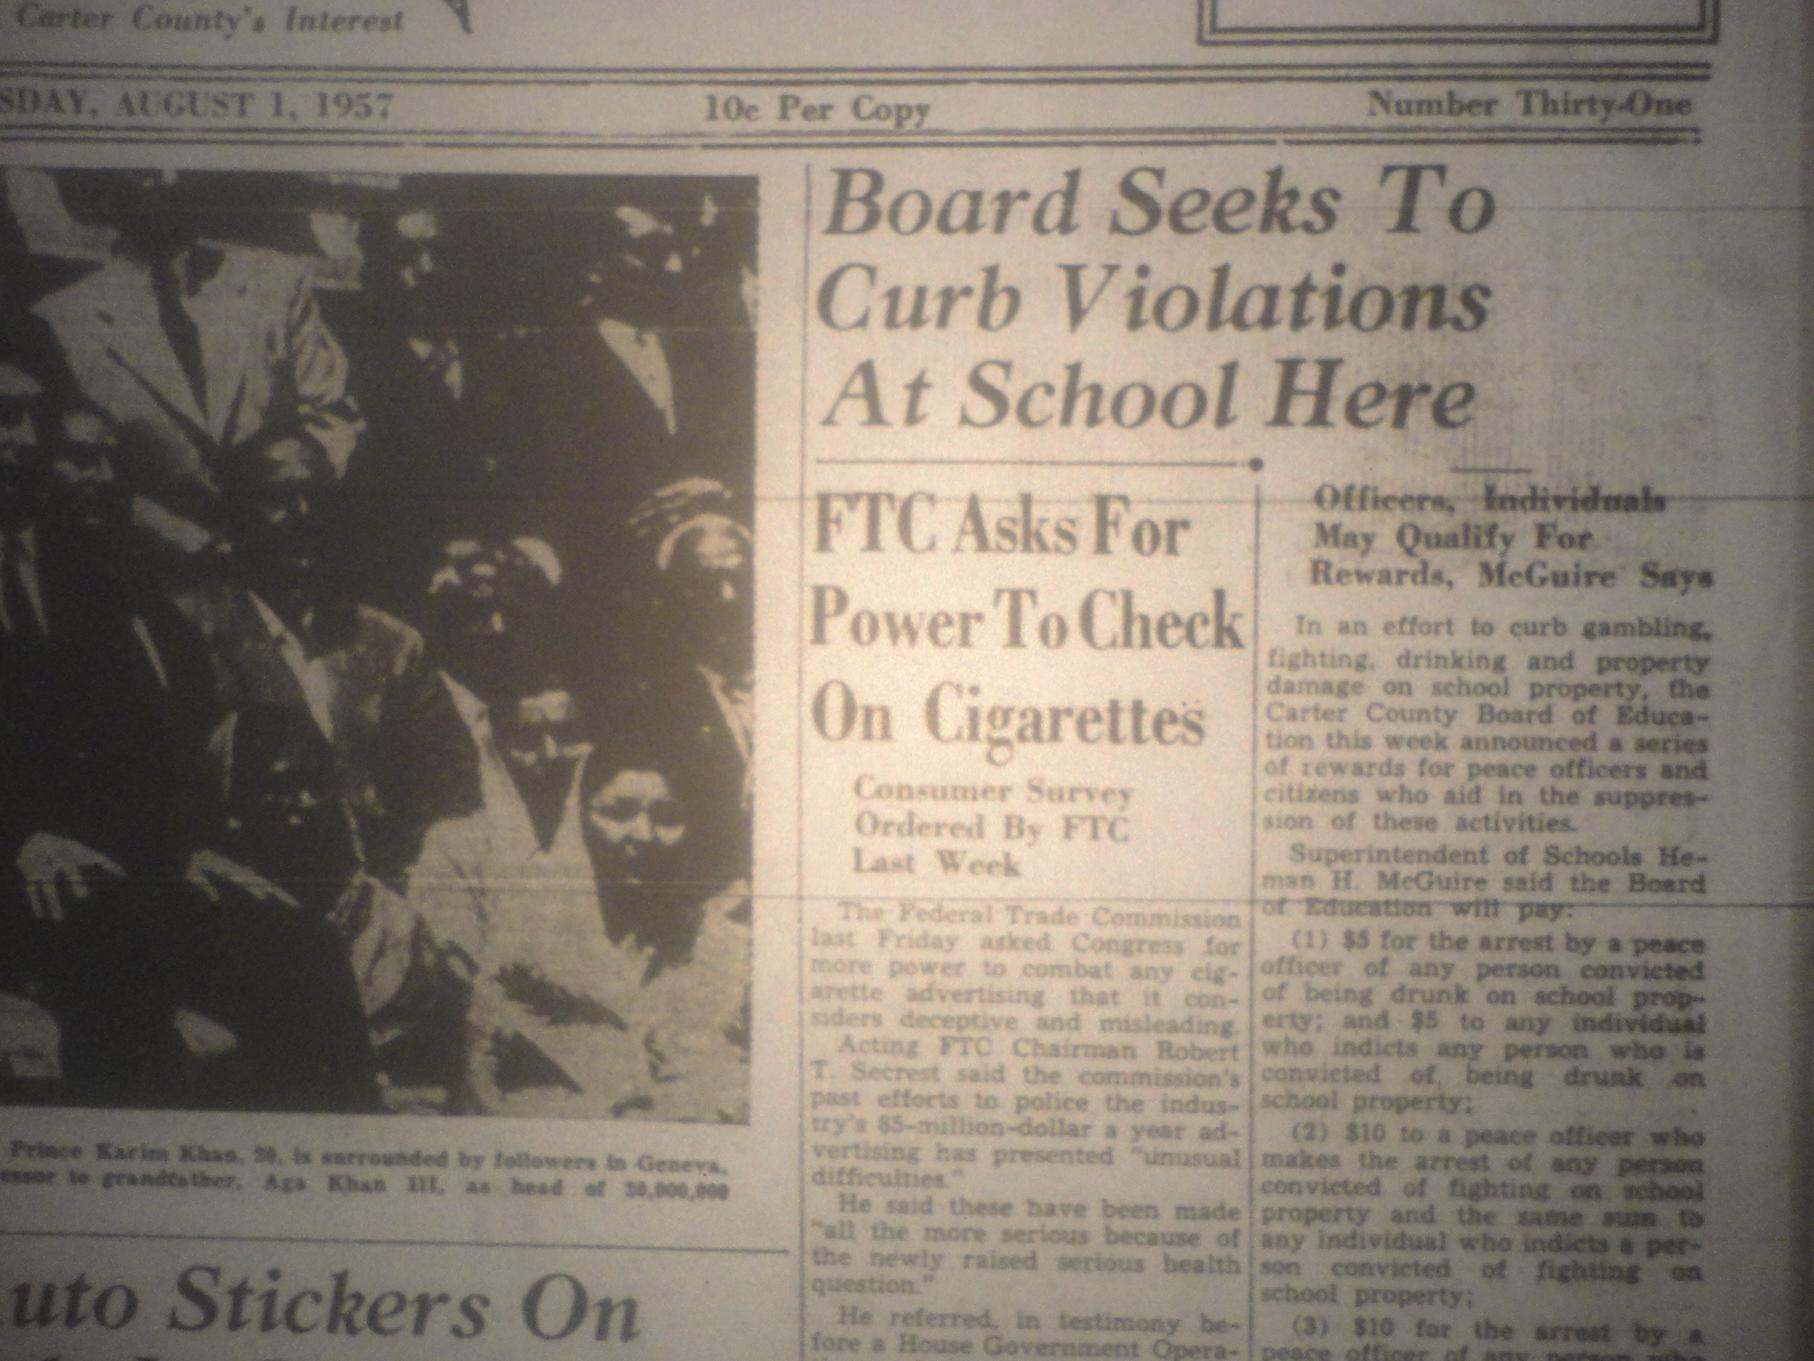 Carter County's Interest
SDAY, AUGUST 1, 1957
10c Per Copy
Number Thirty-One
Prince Karim Khan, 20, is surrounded by followers in Geneva.
essor to grandfather, Aga Khan III, as head of 20,000,000
uto Stickers On
Board Seeks To
Curb Violations
At School Here
FTC Asks For
Power To Check
On Cigarettes
Consumer Survey
Ordered By FTC
Last Week
The Federal Trade Commission
last Friday asked Congress for
more power to combat any cig-
arette advertising that it con-
siders deceptive and misleading.
Acting FTC Chairman Robert
T. Secrest said the commission's
past efforts to police the indus-
try's 85-million-dollar a year ad-
vertising has presented "unusual
difficulties."
He said these have been made
"all the more serious because of
the newly raised serious health
question."
He referred, in testimony be-
fore a House Government Opera-
Officers, Individuals
May Qualify For
Rewards, McGuire Says
In an effort to curb gambling,
fighting, drinking and property
damage on school property, the
Carter County Board of Educa-
tion this week announced a series
of rewards for peace officers and
citizens who aid in the suppres-
sion of these activities.
Superintendent of Schools He-
man H. McGuire said the Board
of Education will pay:
(1) $5 for the arrest by a peace
officer of any person convicted
of being drunk on school prop-
erty; and $5 to any individual
who indicts any person who is
convicted of being drunk on
school property;
(2) $10 to a peace officer who
makes the arrest of any person
convicted of fighting on school
property and the same sum to
any individual who indicts a per-
son convicted of fighting on
school property;
(3) $10 for the arrest by a
peace officer of any person who